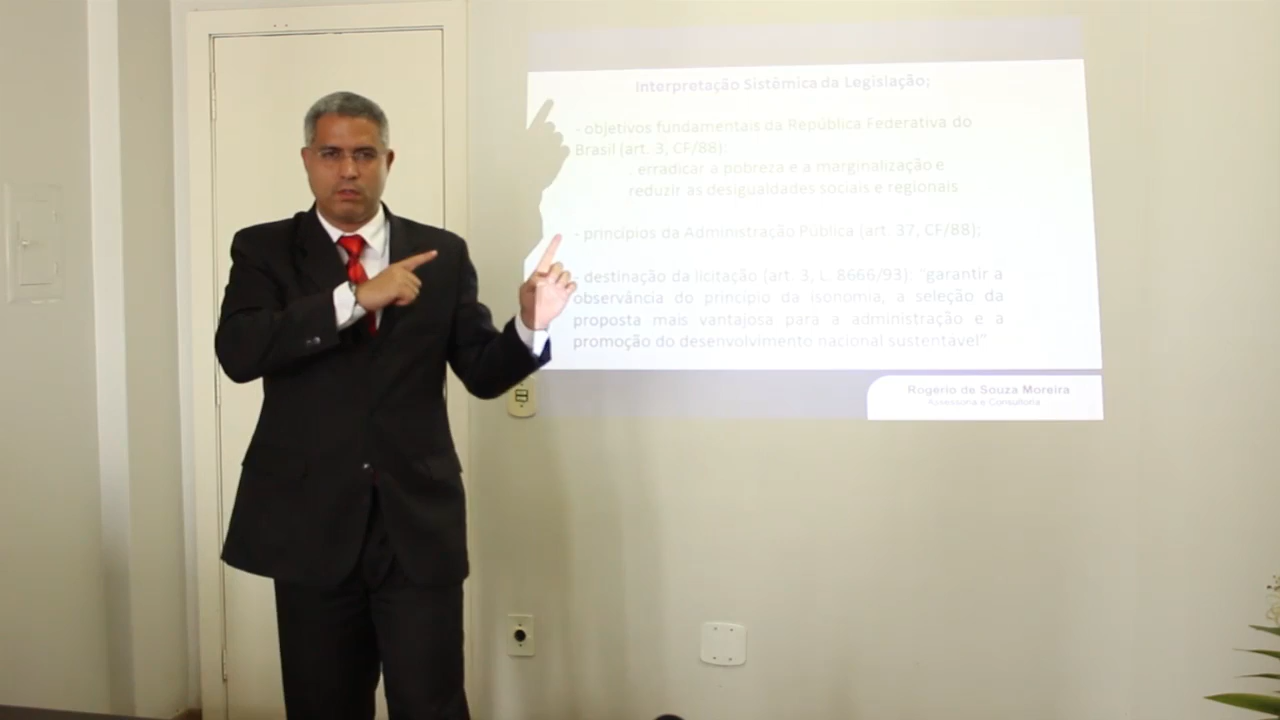 Interpretação Sistêmica da Legislação;
- objetivos fundamentais da República Federativa do
Brasil (art. 3, CF/88):
. erradicar a pobreza e a marginalização e
reduzir as desigualdades sociais e regionais
- princípios da Administração Pública (art. 37, CF/88);
- destinação da licitação (art. 3, L. 8666/93): "garantir a
observância do princípio da isonomia, a seleção da
proposta mais vantajosa para a administração e a
promoção do desenvolvimento nacional sustentavel"
Rogério de Souza Moreira
Assessoria e Consultoria